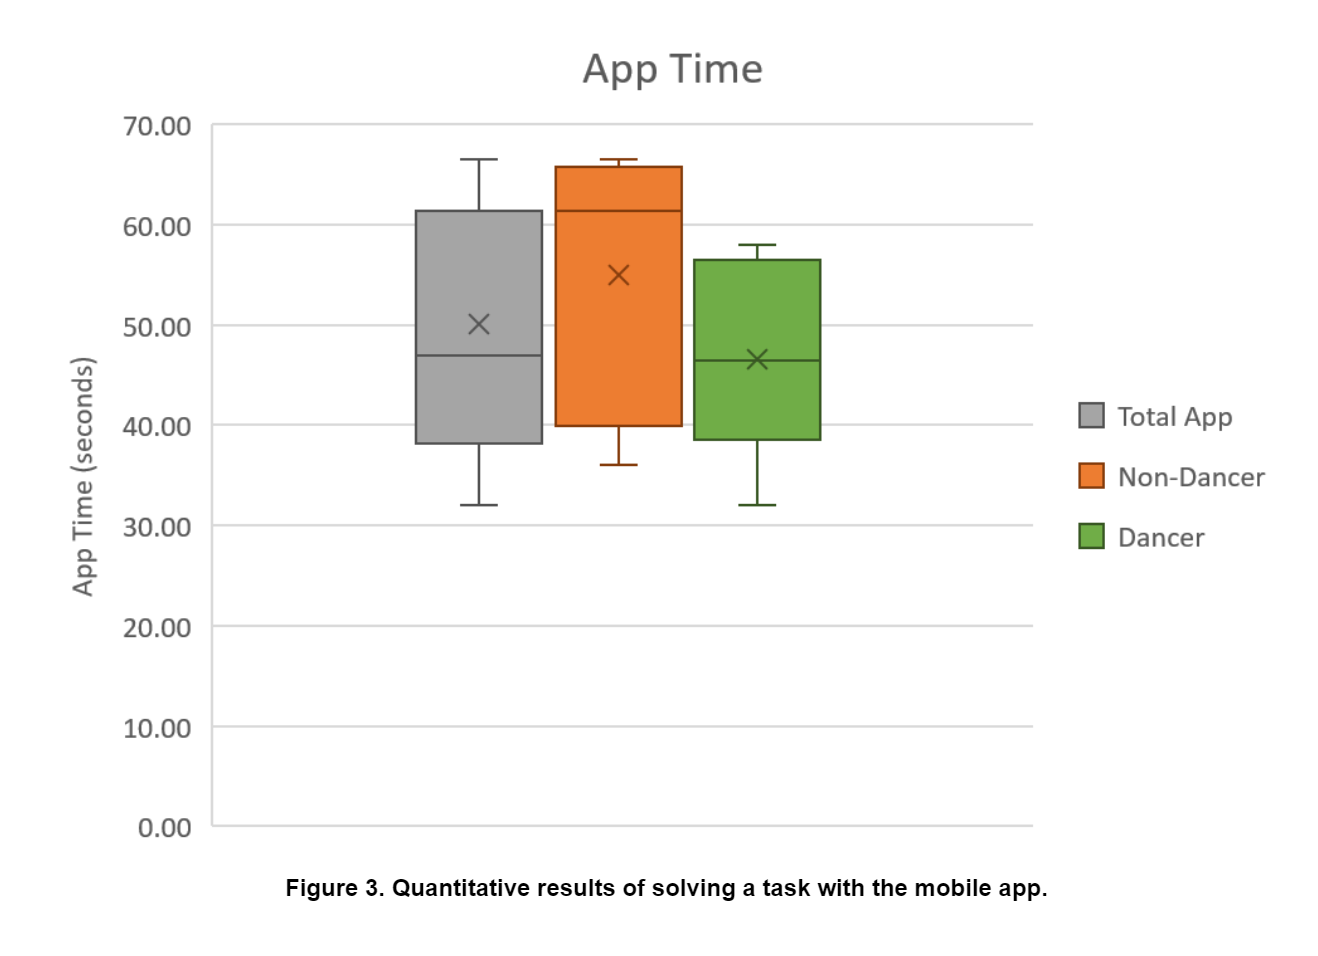 App Time
70.00
60.00
50.00
40.00
30.00
20.00
10.00
0.00
App Time (seconds)
Total App
Non-Dancer
Dancer
Figure 3. Quantitative results of solving a task with the mobile app.